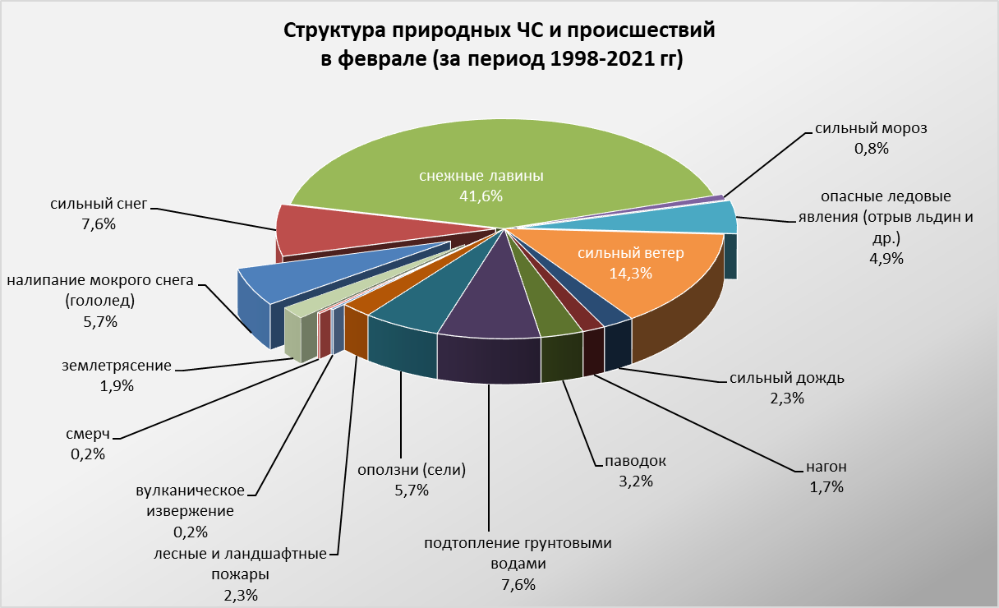 Структура природных ЧС и происшествий
в феврале (за период 1998-2021 гг)
снежные лавины
41,6%
сильный мороз
0,8%
опасные ледовые
явления (отрыв льдин и
др.)
4,9%
сильный ветер
14,3%
сильный дождь
2,3%
нагон
1,7%
паводок
3,2%
подтопление грунтовыми
водами
7,6%
оползни (сели)
5,7%
лесные и ландшафтные
пожары
2,3%
вулканическое
извержение
0,2%
смерч
0,2%
землетрясение
1,9%
налипание мокрого снега
(гололед)
5,7%
сильный снег
7,6%